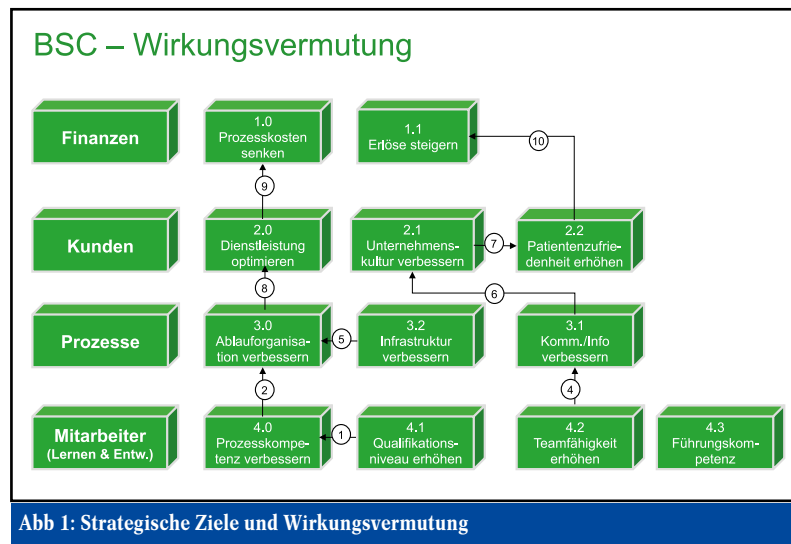 BSC – Wirkungsvermutung
Finanzen
1.0
Prozesskosten
senken
1.1
Erlöse steigern
10
9
Kunden
2.0
Dienstleistung
optimieren
2.1
Unternehmens-
kultur verbessern
7
2.2
Patientenzufrie-
denheit erhöhen
8
6
Prozesse
3.0
Ablauforganisa-
tion verbessern
5
3.2
Infrastruktur
verbessern
3.1
Komm./Info
verbessern
2
4
Mitarbeiter
(Lernen & Entw.)
4.0
Prozesskompe-
tenz verbessern
1
4.1
Qualifikations-
niveau erhöhen
4.2
Teamfähigkeit
erhöhen
4.3
Führungskom-
petenz
Abb 1: Strategische Ziele und Wirkungsvermutung